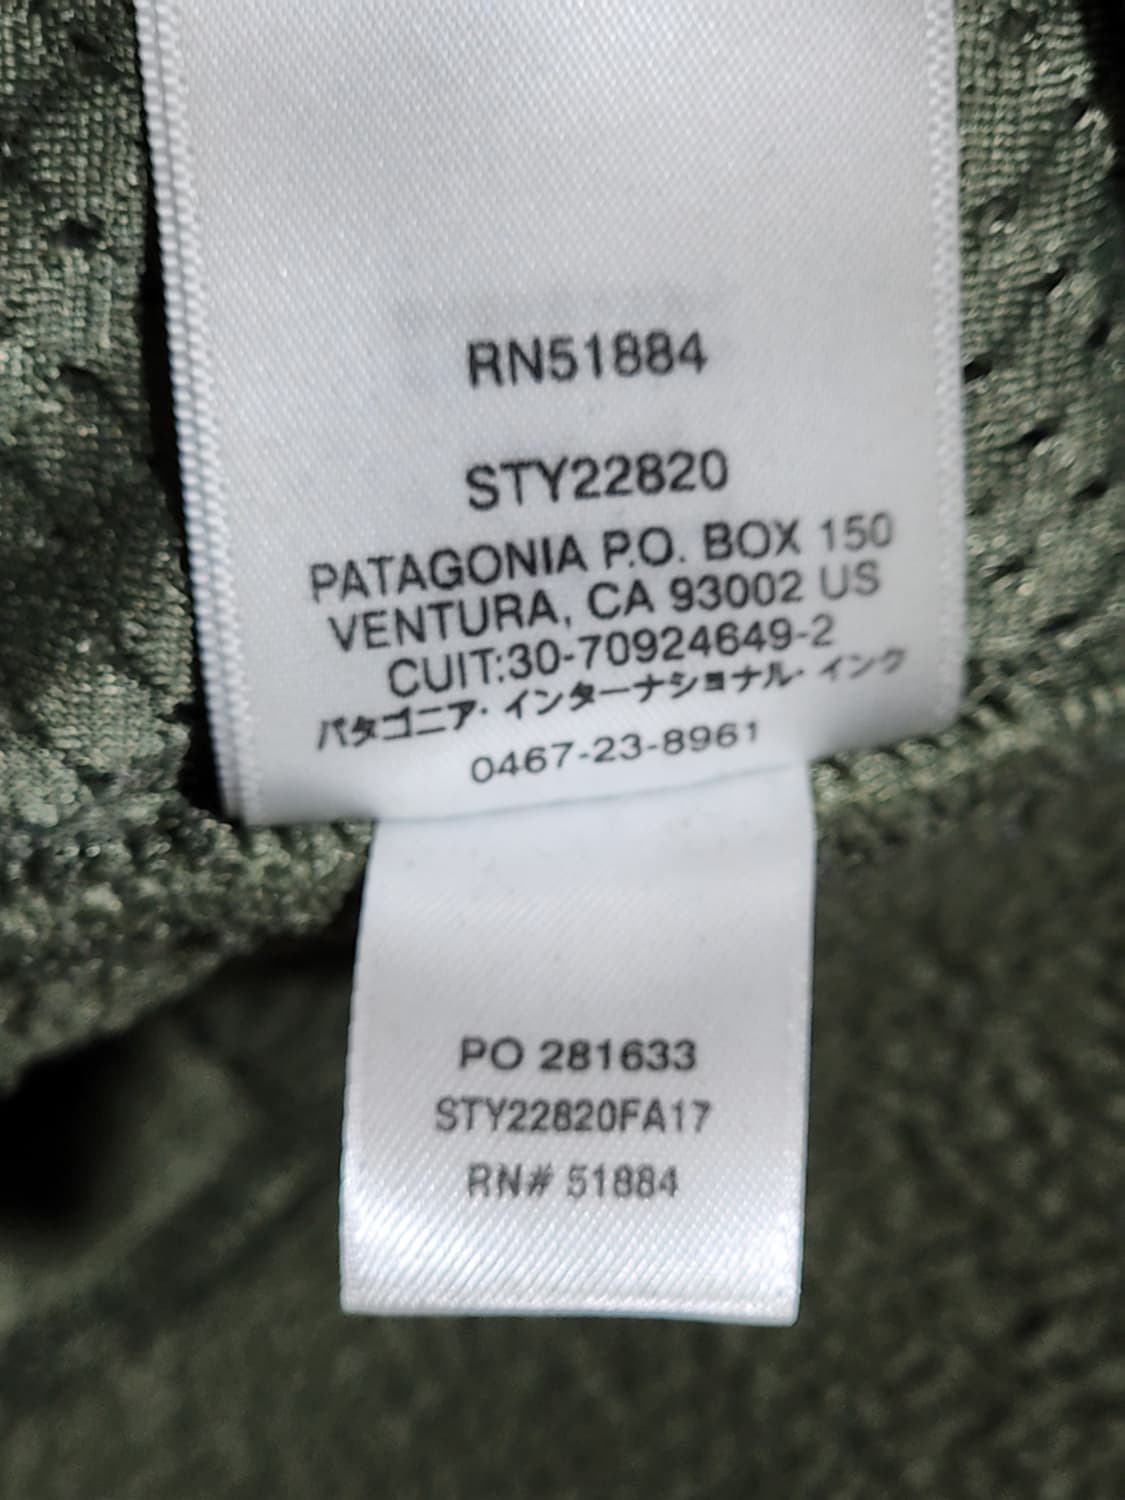 RN51884
STY22820
PATAGONIA P.O. BOX 150
VENTURA, CA 93002 US
CUIT:30-70924649-2
パタゴニア・インターナショナル・インク
0467-23-8961
PO 281633
STY22820FA17
RN# 51884